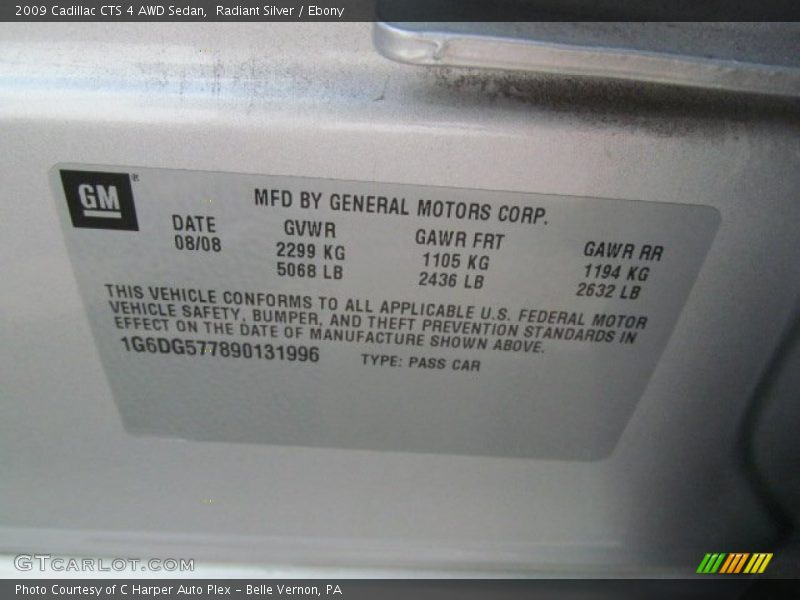 2009 Cadillac CTS 4 AWD Sedan,  Radiant Silver / Ebony
GM®
MFD BY GENERAL MOTORS CORP.
DATE GVWR GAWR FRT GAWR RR
08/08 2299 KG 1105 KG 1194 KG
5068 LB 2436 LB 2632 LB
THIS VEHICLE CONFORMS TO ALL APPLICABLE U.S. FEDERAL MOTOR
VEHICLE SAFETY, BUMPER, AND THEFT PREVENTION STANDARDS IN
EFFECT ON THE DATE OF MANUFACTURE SHOWN ABOVE.
1G6DG577890131996 TYPE: PASS CAR
GTCARLOT.COM
Photo Courtesy of C Harper Auto Plex - Belle Vernon, PA